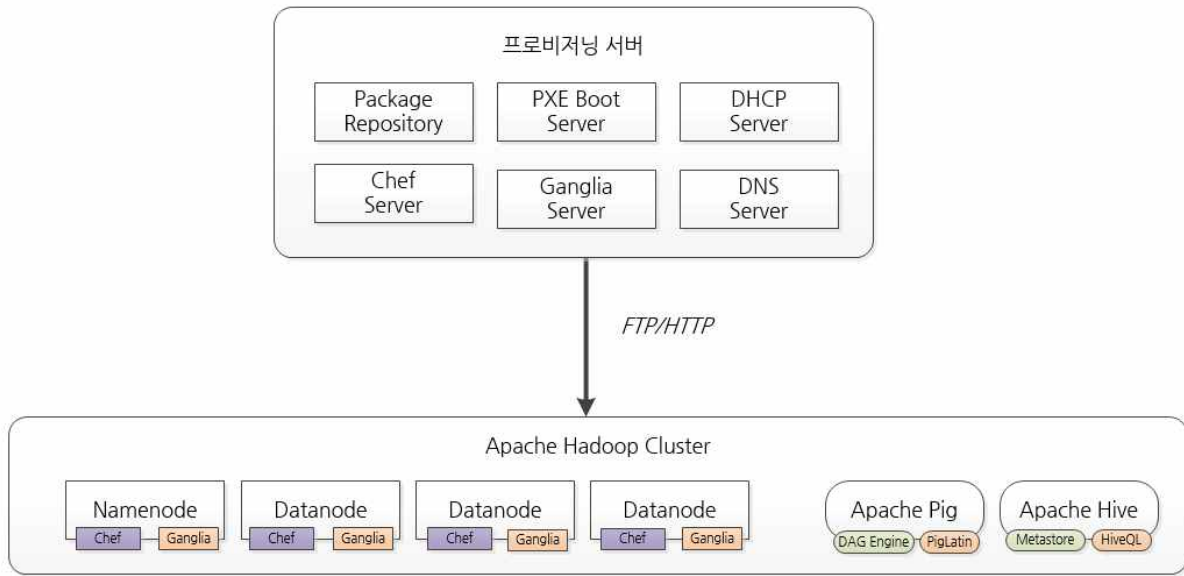 프로비저닝 서버
Package
Repository
PXE Boot
Server
DHCP
Server
Chef
Server
Ganglia
Server
DNS
Server
FTP/HTTP
Apache Hadoop Cluster
Namenode
Chef
Ganglia
Datanode
Chef
Ganglia
Datanode
Chef
Ganglia
Datanode
Chef
Ganglia
Apache Pig
DAG Engine
PigLatin
Apache Hive
Metastore
HiveQL